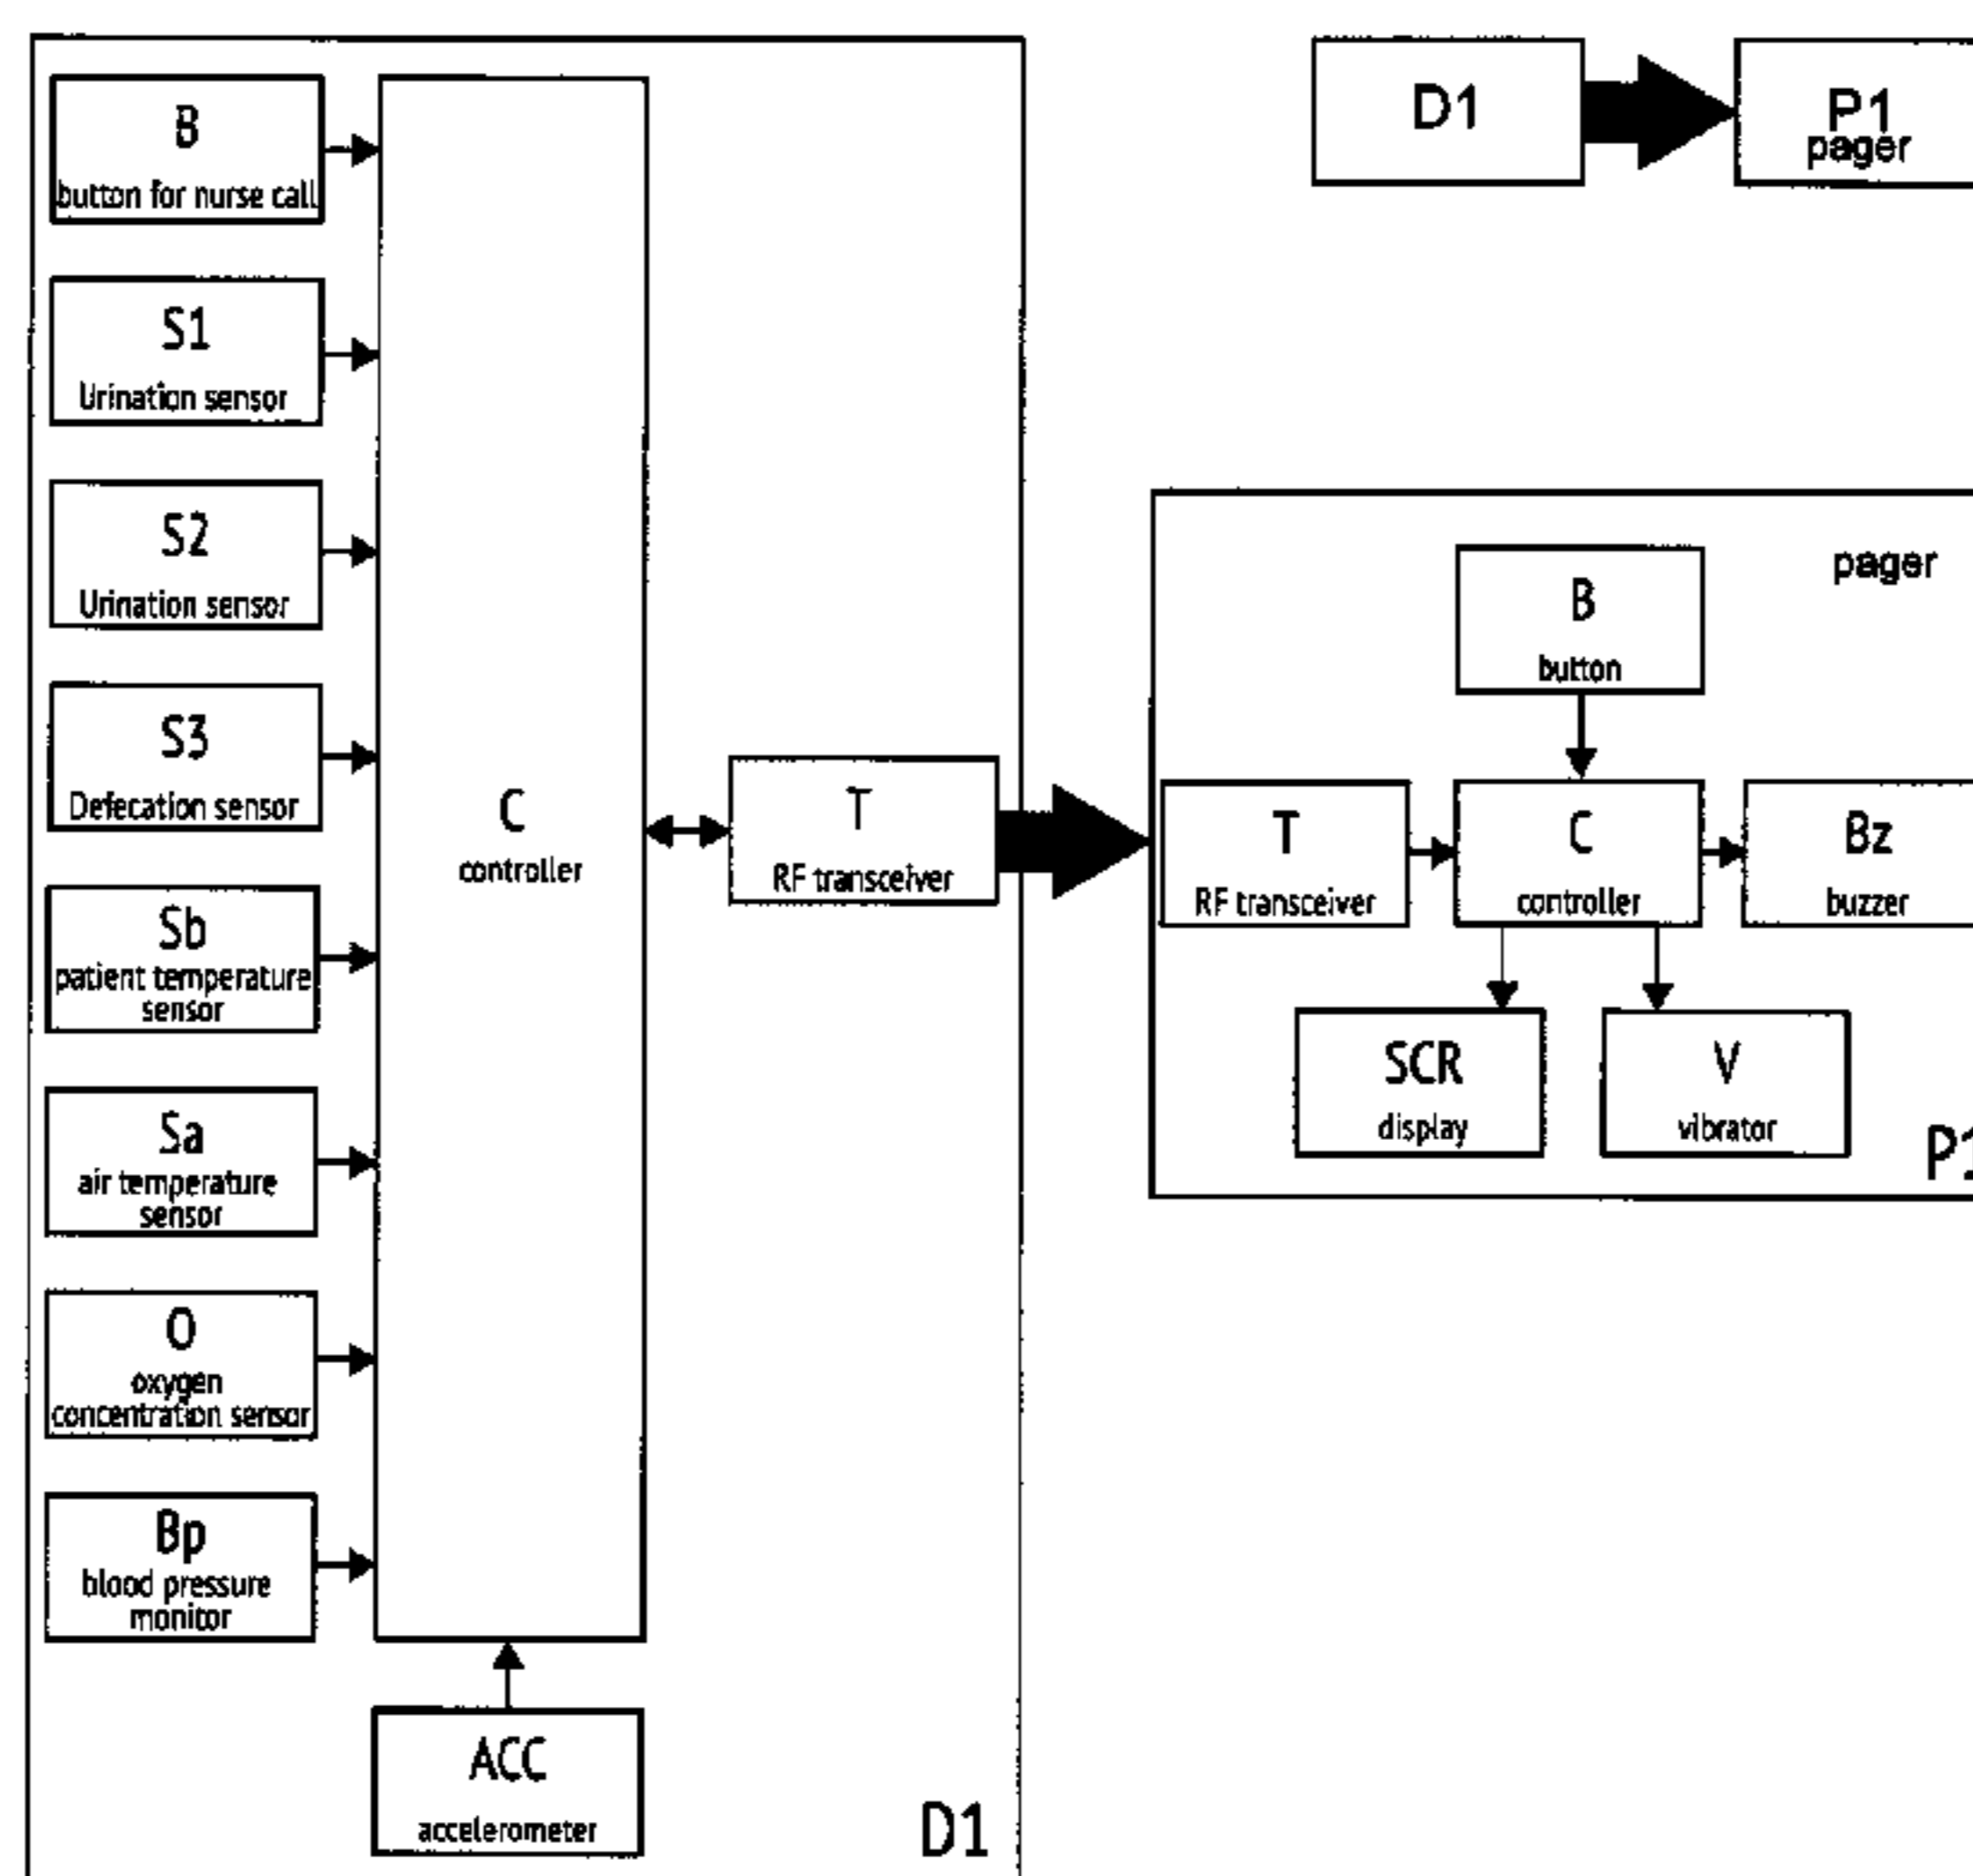 B
button for nurse call
S1
Urination sensor
S2
Urination sensor
S3
Defecation sensor
Sb
patient temperature
sensor
Sa
air temperature
sensor
O
oxygen
concentration sensor
Bp
blood pressure
monitor
C
controller
ACC
accelerometer
T
RF transceiver
D1
D1
P1
pager
pager
B
button
T
RF transceiver
C
controller
Bz
buzzer
SCR
display
V
vibrator
P1